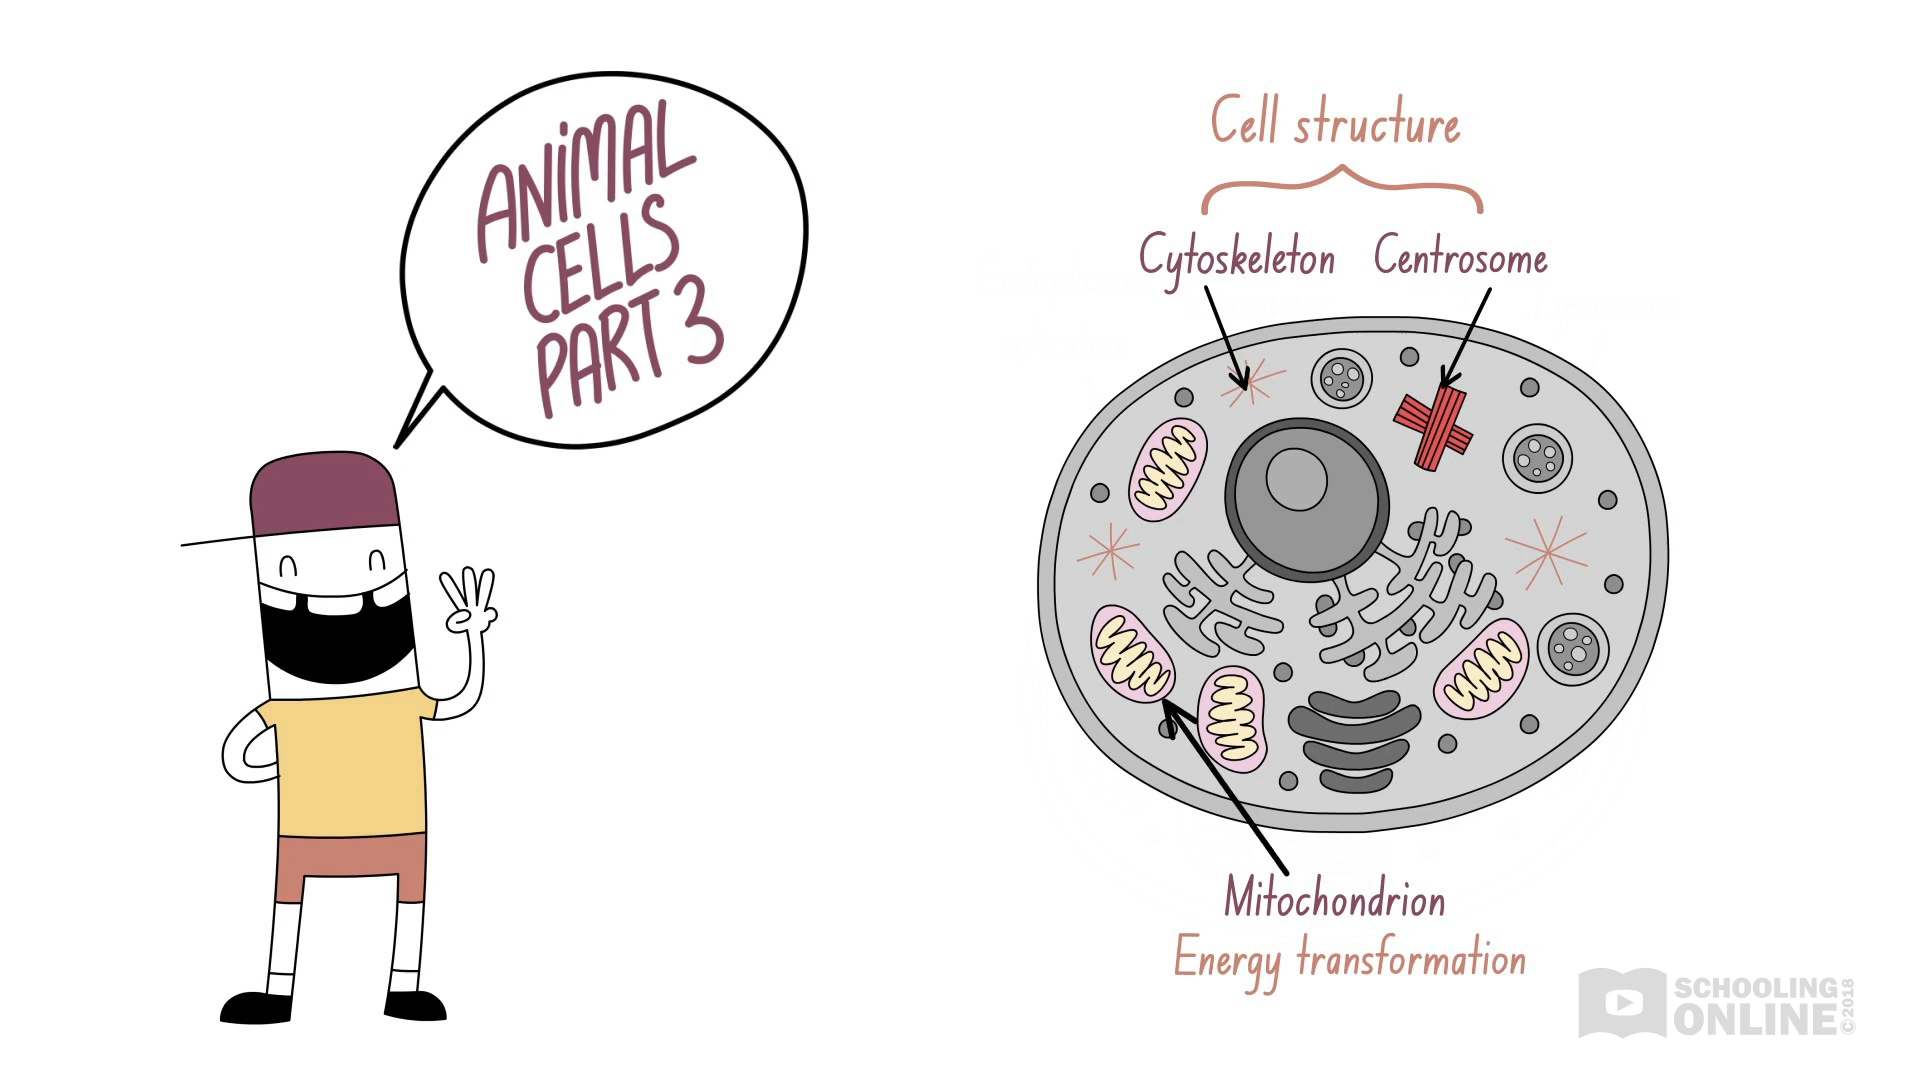 ANiMAL
CELLS
PART 3
Cell structure
Cytoskeleton Centrosome
Mitochondrion
Energy transformation
SCHOOLING
ONLINE
©2018